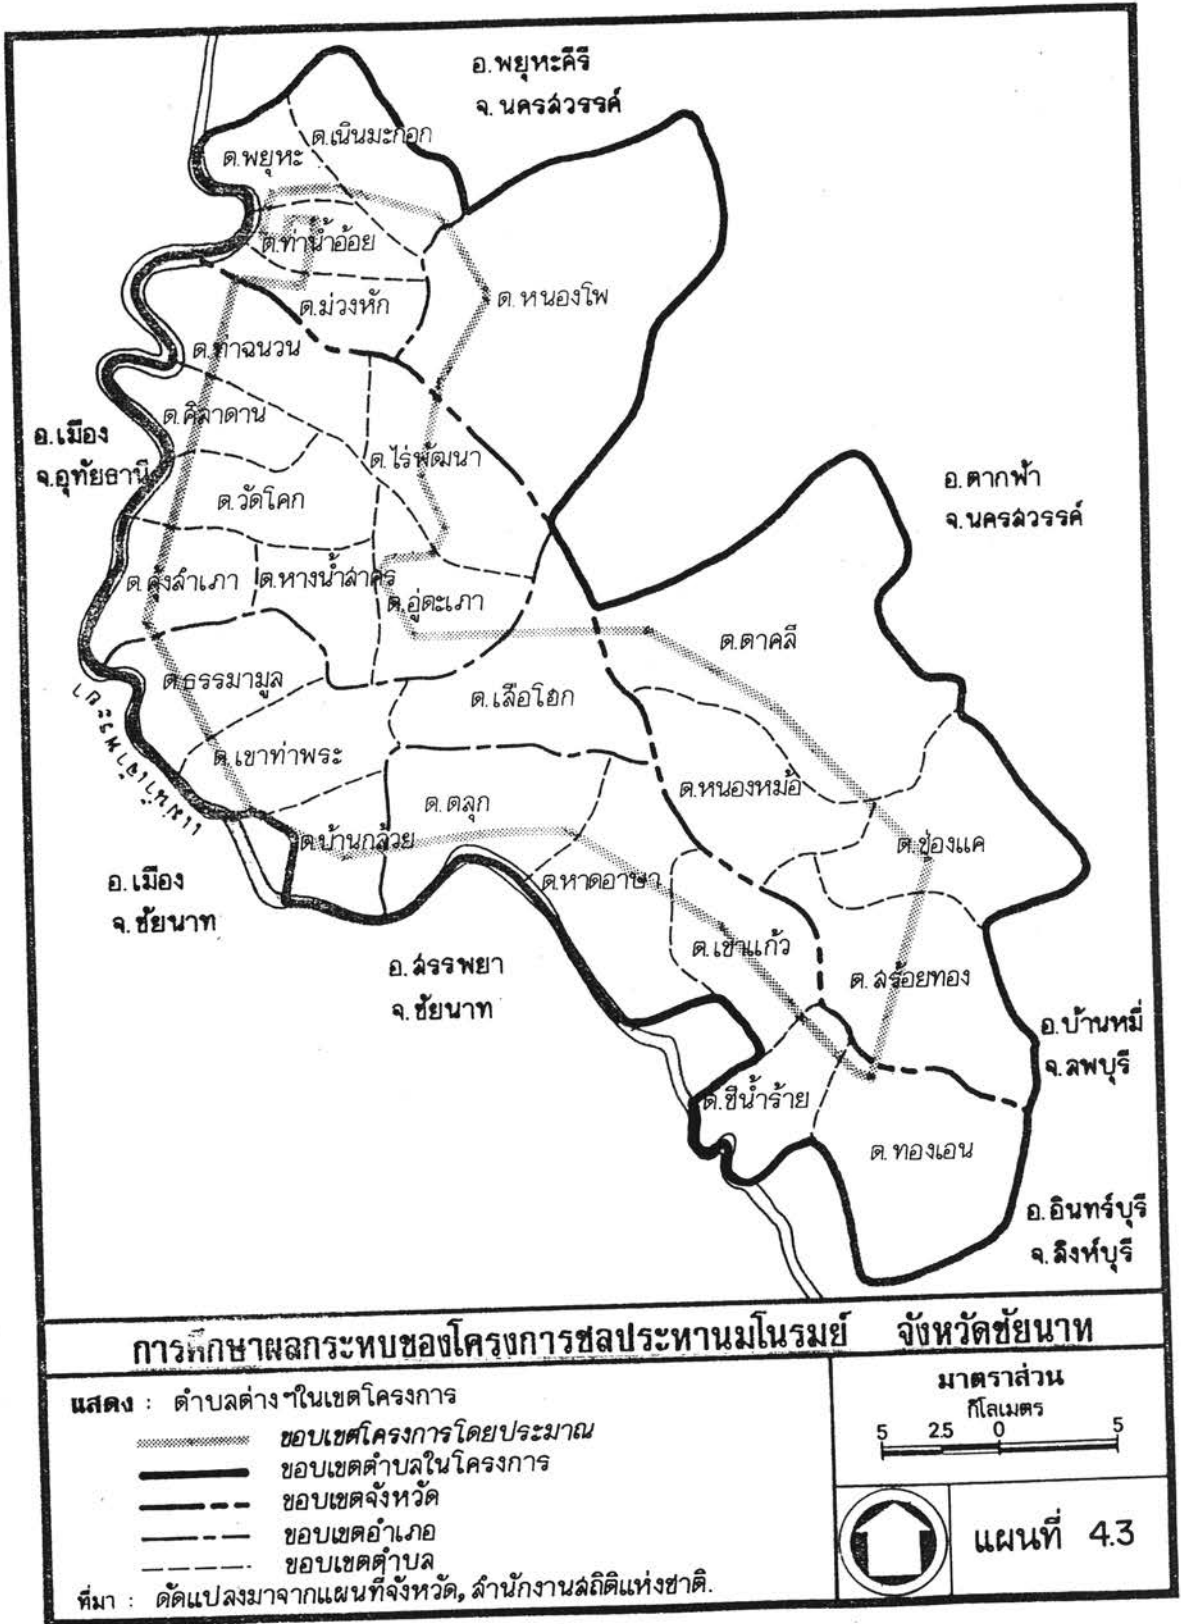 อ.พยุหะคีรี
จ.นครสวรรค์
ต.เนินมะกอก
ต.พยุหะ
ต.ท่าน้ำอ้อย
ต.ม่วงหัก
ต.หนองโพ
ต.ท่าฉนวน
ต.ศิลาดาน
อ.เมือง
จ.อุทัยธานี
ต.ไร่พัฒนา
ต.วัดโคก
อ.ตากฟ้า
จ.นครสวรรค์
ต.คุ้งสำเภา
ต.หางน้ำสาคร
ต.อู่ตะเภา
ต.ตาคลี
ต.ธรรมามูล
ต.เสือโฮก
แม่น้ำเจ้าพระยา
ต.เขาท่าพระ
ต.หนองหม้อ
ต.ตลุก
ต.บ้านกล้วย
ต.ช่องแค
อ.เมือง
จ.ชัยนาท
ต.หาดอาษา
อ.สรรพยา
จ.ชัยนาท
ต.เขาแก้ว
ต.สร้อยทอง
อ.บ้านหมี่
จ.ลพบุรี
ต.ชีน้ำร้าย
ต.ทองเอน
อ.อินทร์บุรี
จ.สิงห์บุรี
การศึกษาผลกระทบของโครงการชลประทานมโนรมย์ จังหวัดชัยนาท
แสดง : ตำบลต่างๆในเขตโครงการ
ขอบเขตโครงการโดยประมาณ
ขอบเขตตำบลในโครงการ
ขอบเขตจังหวัด
ขอบเขตอำเภอ
ขอบเขตตำบล
ที่มา : ดัดแปลงมาจากแผนที่จังหวัด, สำนักงานสถิติแห่งชาติ.
มาตราส่วน
กิโลเมตร
5 2.5 0 5
แผนที่ 4.3